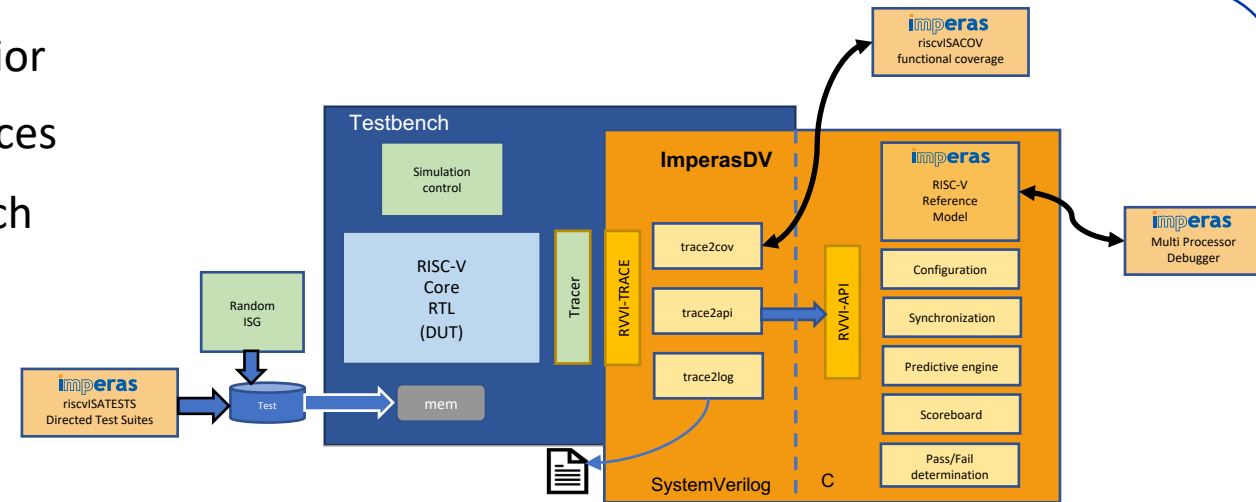 ior
ces
ch
imperas
riscvISACOV
functional coverage
Testbench
Simulation
control
RISC-V
Core
RTL
(DUT)
Tracer
mem
Random
ISG
imperas
riscvISATESTS
Directed Test Suites
Test
ImperasDV
RVVI-TRACE
trace2cov
trace2api
trace2log
SystemVerilog
C
RVVI-API
imperas
RISC-V
Reference
Model
Configuration
Synchronization
Predictive engine
Scoreboard
Pass/Fail
determination
imperas
Multi Processor
Debugger